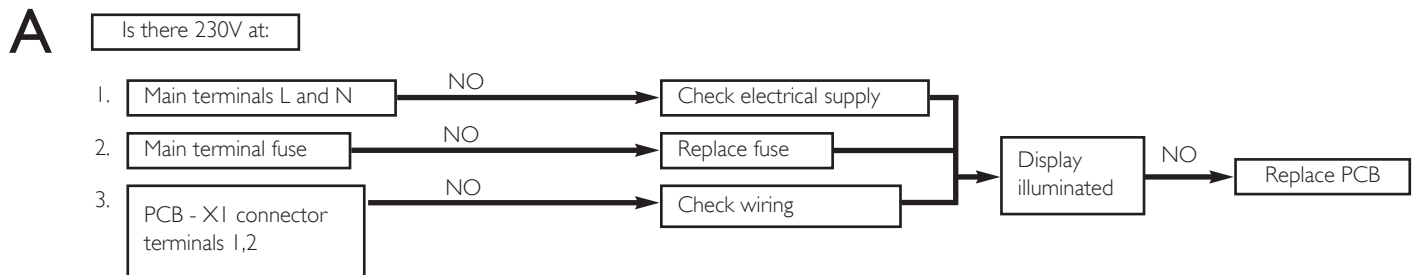 A
Is there 230V at:
1. Main terminals L and N
NO
Check electrical supply
2. Main terminal fuse
NO
Replace fuse
3. PCB - X1 connector
terminals 1,2
NO
Check wiring
Display
illuminated
NO
Replace PCB